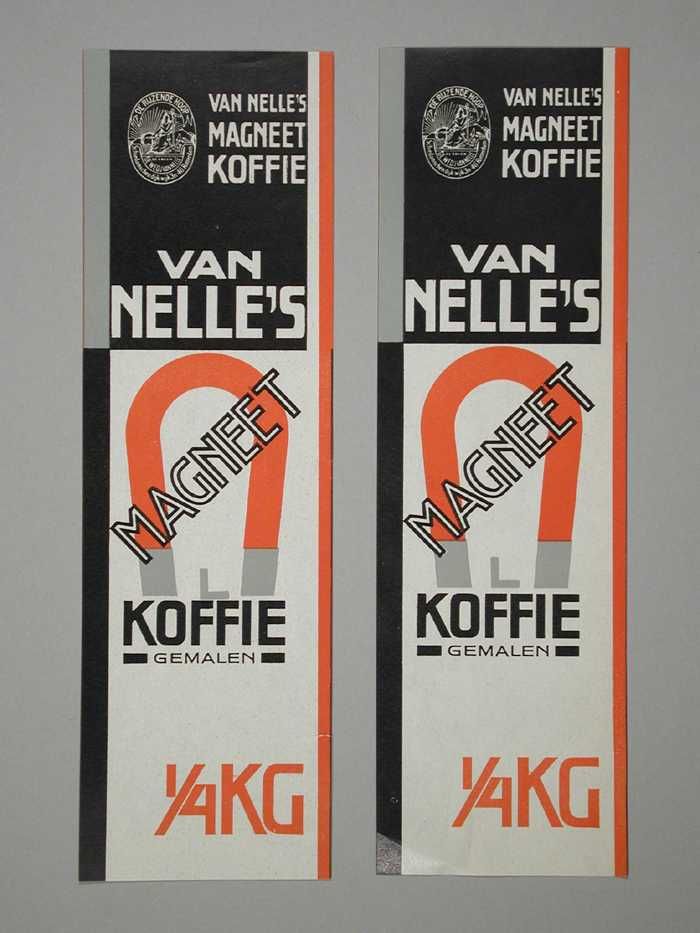 VAN NELLE'S
MAGNEET
KOFFIE
VAN
NELLE'S
MAGNEET
L
KOFFIE
GEMALEN
1/4 KG
VAN NELLE'S
MAGNEET
KOFFIE
VAN
NELLE'S
MAGNEET
L
KOFFIE
GEMALEN
1/4 KG